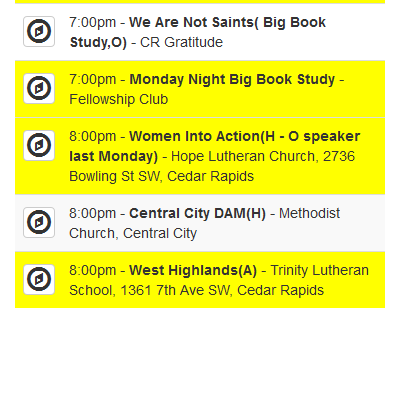 7:00pm - We Are Not Saints( Big Book
Study,O) - CR Gratitude
7:00pm - Monday Night Big Book Study -
Fellowship Club
8:00pm - Women Into Action(H - O speaker
last Monday) - Hope Lutheran Church, 2736
Bowling St SW, Cedar Rapids
8:00pm - Central City DAM(H) - Methodist
Church, Central City
8:00pm - West Highlands(A) - Trinity Lutheran
School, 1361 7th Ave SW, Cedar Rapids